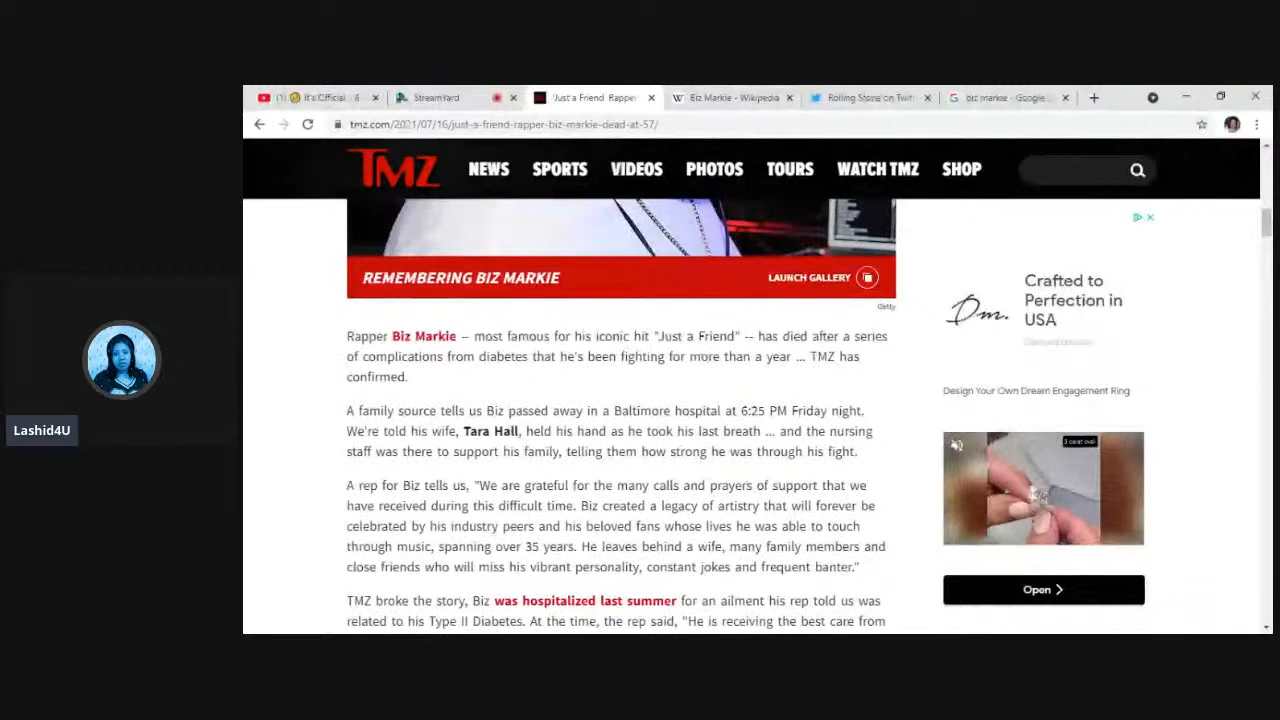 It's Official
StreamYard
'Just a Friend' Rapper
Biz Markie - Wikipedia
Rolling Stone on Twitt
biz markie - Google
tmz.com/2021/07/16/just-a-friend-rapper-biz-markie-dead-at-57/
TMZ NEWS SPORTS VIDEOS PHOTOS TOURS WATCH TMZ SHOP
REMEMBERING BIZ MARKIE LAUNCH GALLERY
Getty
Rapper Biz Markie -- most famous for his iconic hit "Just a Friend" -- has died after a series
of complications from diabetes that he's been fighting for more than a year ... TMZ has
confirmed.
A family source tells us Biz passed away in a Baltimore hospital at 6:25 PM Friday night.
We're told his wife, Tara Hall, held his hand as he took his last breath ... and the nursing
staff was there to support his family, telling them how strong he was through his fight.
A rep for Biz tells us, "We are grateful for the many calls and prayers of support that we
have received during this difficult time. Biz created a legacy of artistry that will forever be
celebrated by his industry peers and his beloved fans whose lives he was able to touch
through music, spanning over 35 years. He leaves behind a wife, many family members and
close friends who will miss his vibrant personality, constant jokes and frequent banter."
TMZ broke the story, Biz was hospitalized last summer for an ailment his rep told us was
related to his Type II Diabetes. At the time, the rep said, "He is receiving the best care from
Crafted to
Perfection in
USA
Dm.
Design Your Own Dream Engagement Ring
3 carat oval
Open
Lashid4U